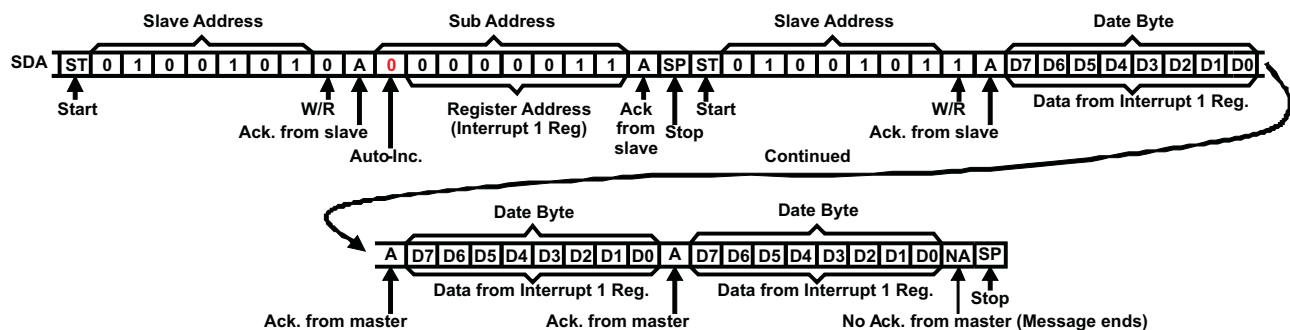 Slave Address Sub Address Slave Address Date Byte
SDA ST 0 1 0 0 1 0 1 0 A 0 0 0 0 0 0 1 1 A SP ST 0 1 0 0 1 0 1 1 A D7 D6 D5 D4 D3 D2 D1 D0
Start W/R Register Address Ack Start W/R Data from Interrupt 1 Reg.
Ack. from slave (Interrupt 1 Reg) from Stop Ack. from slave
slave
Auto-Inc. Continued
Date Byte Date Byte
A D7 D6 D5 D4 D3 D2 D1 D0 A D7 D6 D5 D4 D3 D2 D1 D0 NA SP
Data from Interrupt 1 Reg. Data from Interrupt 1 Reg. Stop
Ack. from master Ack. from master No Ack. from master (Message ends)